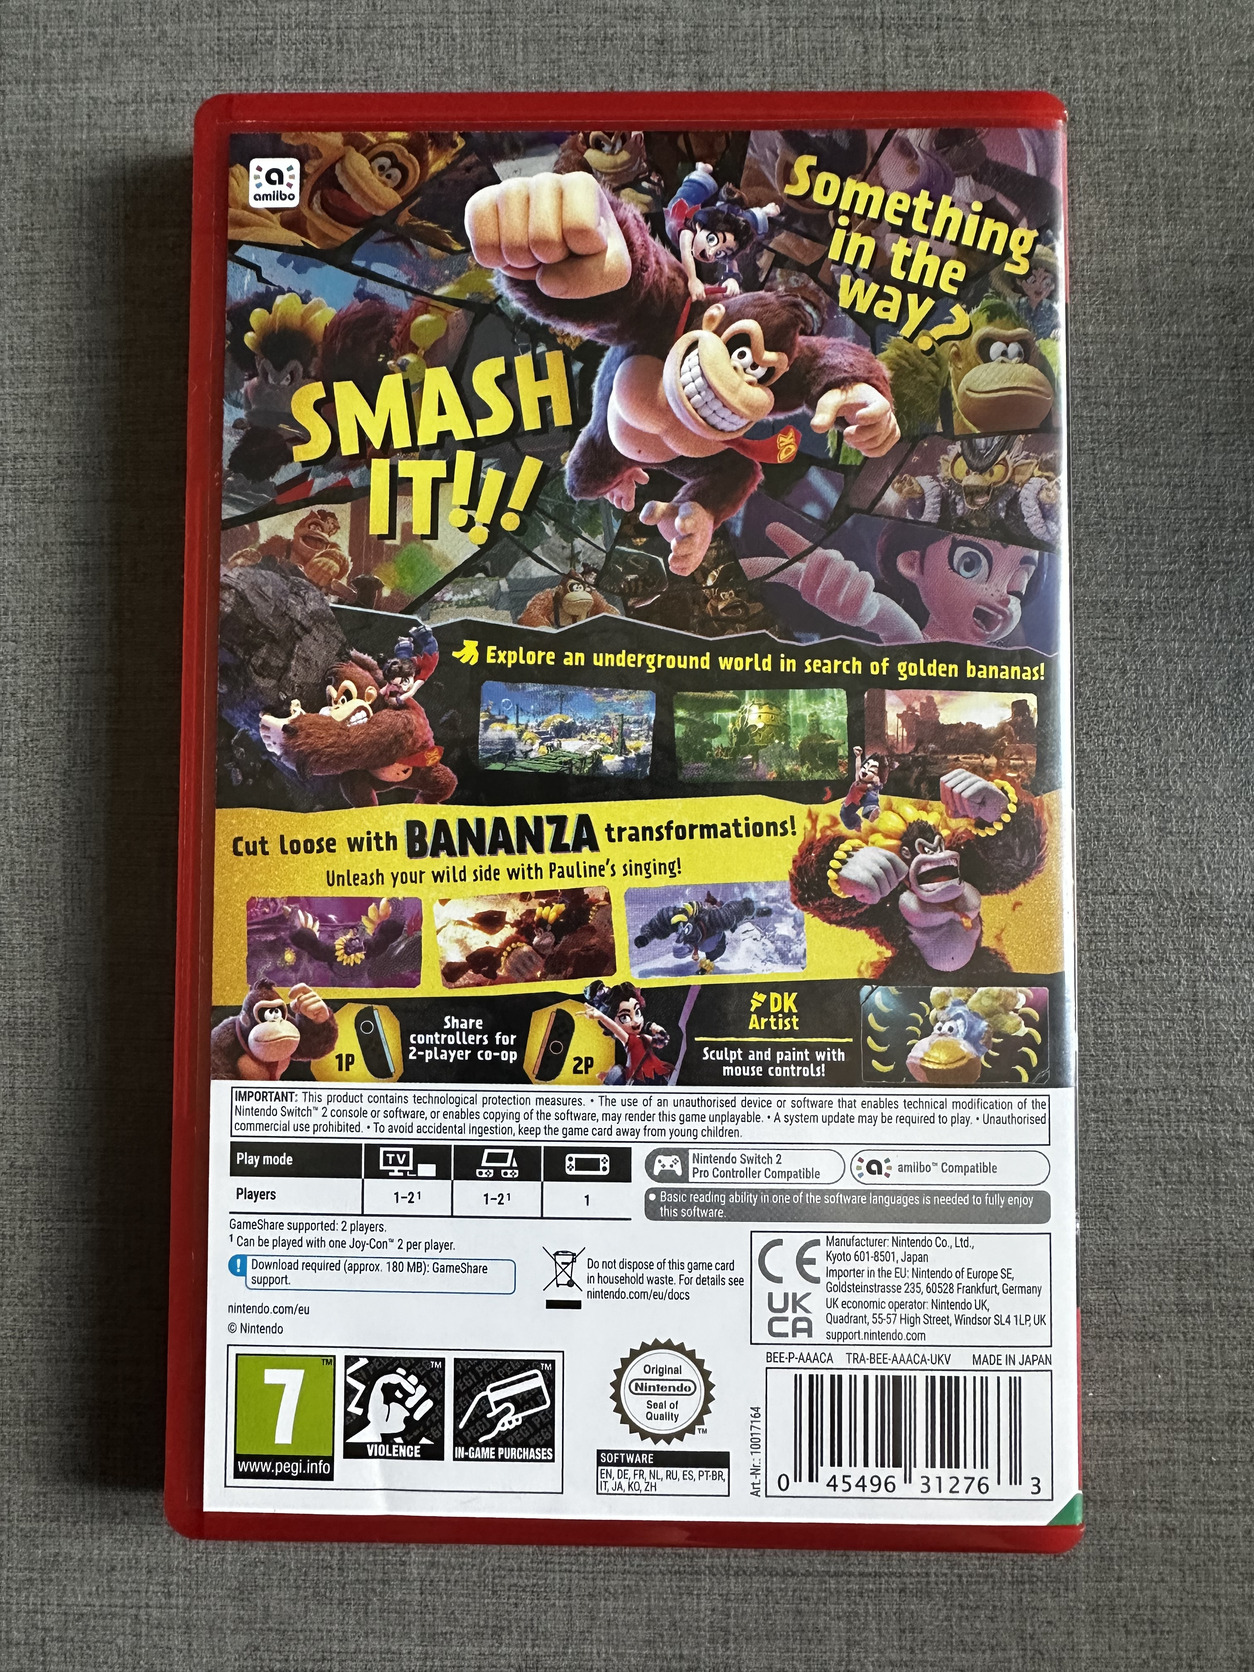 amiibo
Something
in the
way?
SMASH
IT!!!
DK
Explore an underground world in search of golden bananas!
Cut loose with BANANZA transformations!
Unleash your wild side with Pauline's singing!
1P
Share
controllers for
2-player co-op
2P
DK
Artist
Sculpt and paint with
mouse controls!
IMPORTANT: This product contains technological protection measures. • The use of an unauthorised device or software that enables technical modification of the
Nintendo Switch™ 2 console or software, or enables copying of the software, may render this game unplayable. • A system update may be required to play. • Unauthorised
commercial use prohibited. • To avoid accidental ingestion, keep the game card away from young children.
Play mode
TV
Players
1–2¹
1–2¹
1
Nintendo Switch 2
Pro Controller Compatible
amiibo™ Compatible
• Basic reading ability in one of the software languages is needed to fully enjoy
this software.
GameShare supported: 2 players.
¹ Can be played with one Joy-Con™ 2 per player.
! Download required (approx. 180 MB): GameShare
support.
nintendo.com/eu
© Nintendo
Do not dispose of this game card
in household waste. For details see
nintendo.com/eu/docs
CE
UK
CA
Manufacturer: Nintendo Co., Ltd.,
Kyoto 601-8501, Japan
Importer in the EU: Nintendo of Europe SE,
Goldsteinstrasse 235, 60528 Frankfurt, Germany
UK economic operator: Nintendo UK,
Quadrant, 55-57 High Street, Windsor SL4 1LP, UK
support.nintendo.com
BEE-P-AAACA TRA-BEE-AAACA-UKV MADE IN JAPAN
7™
www.pegi.info
™
VIOLENCE
™
IN-GAME PURCHASES
Original
Nintendo
Seal of
Quality
™
SOFTWARE
EN, DE, FR, NL, RU, ES, PT-BR,
IT, JA, KO, ZH
Art.-Nr.: 10017164
0 45496 31276 3